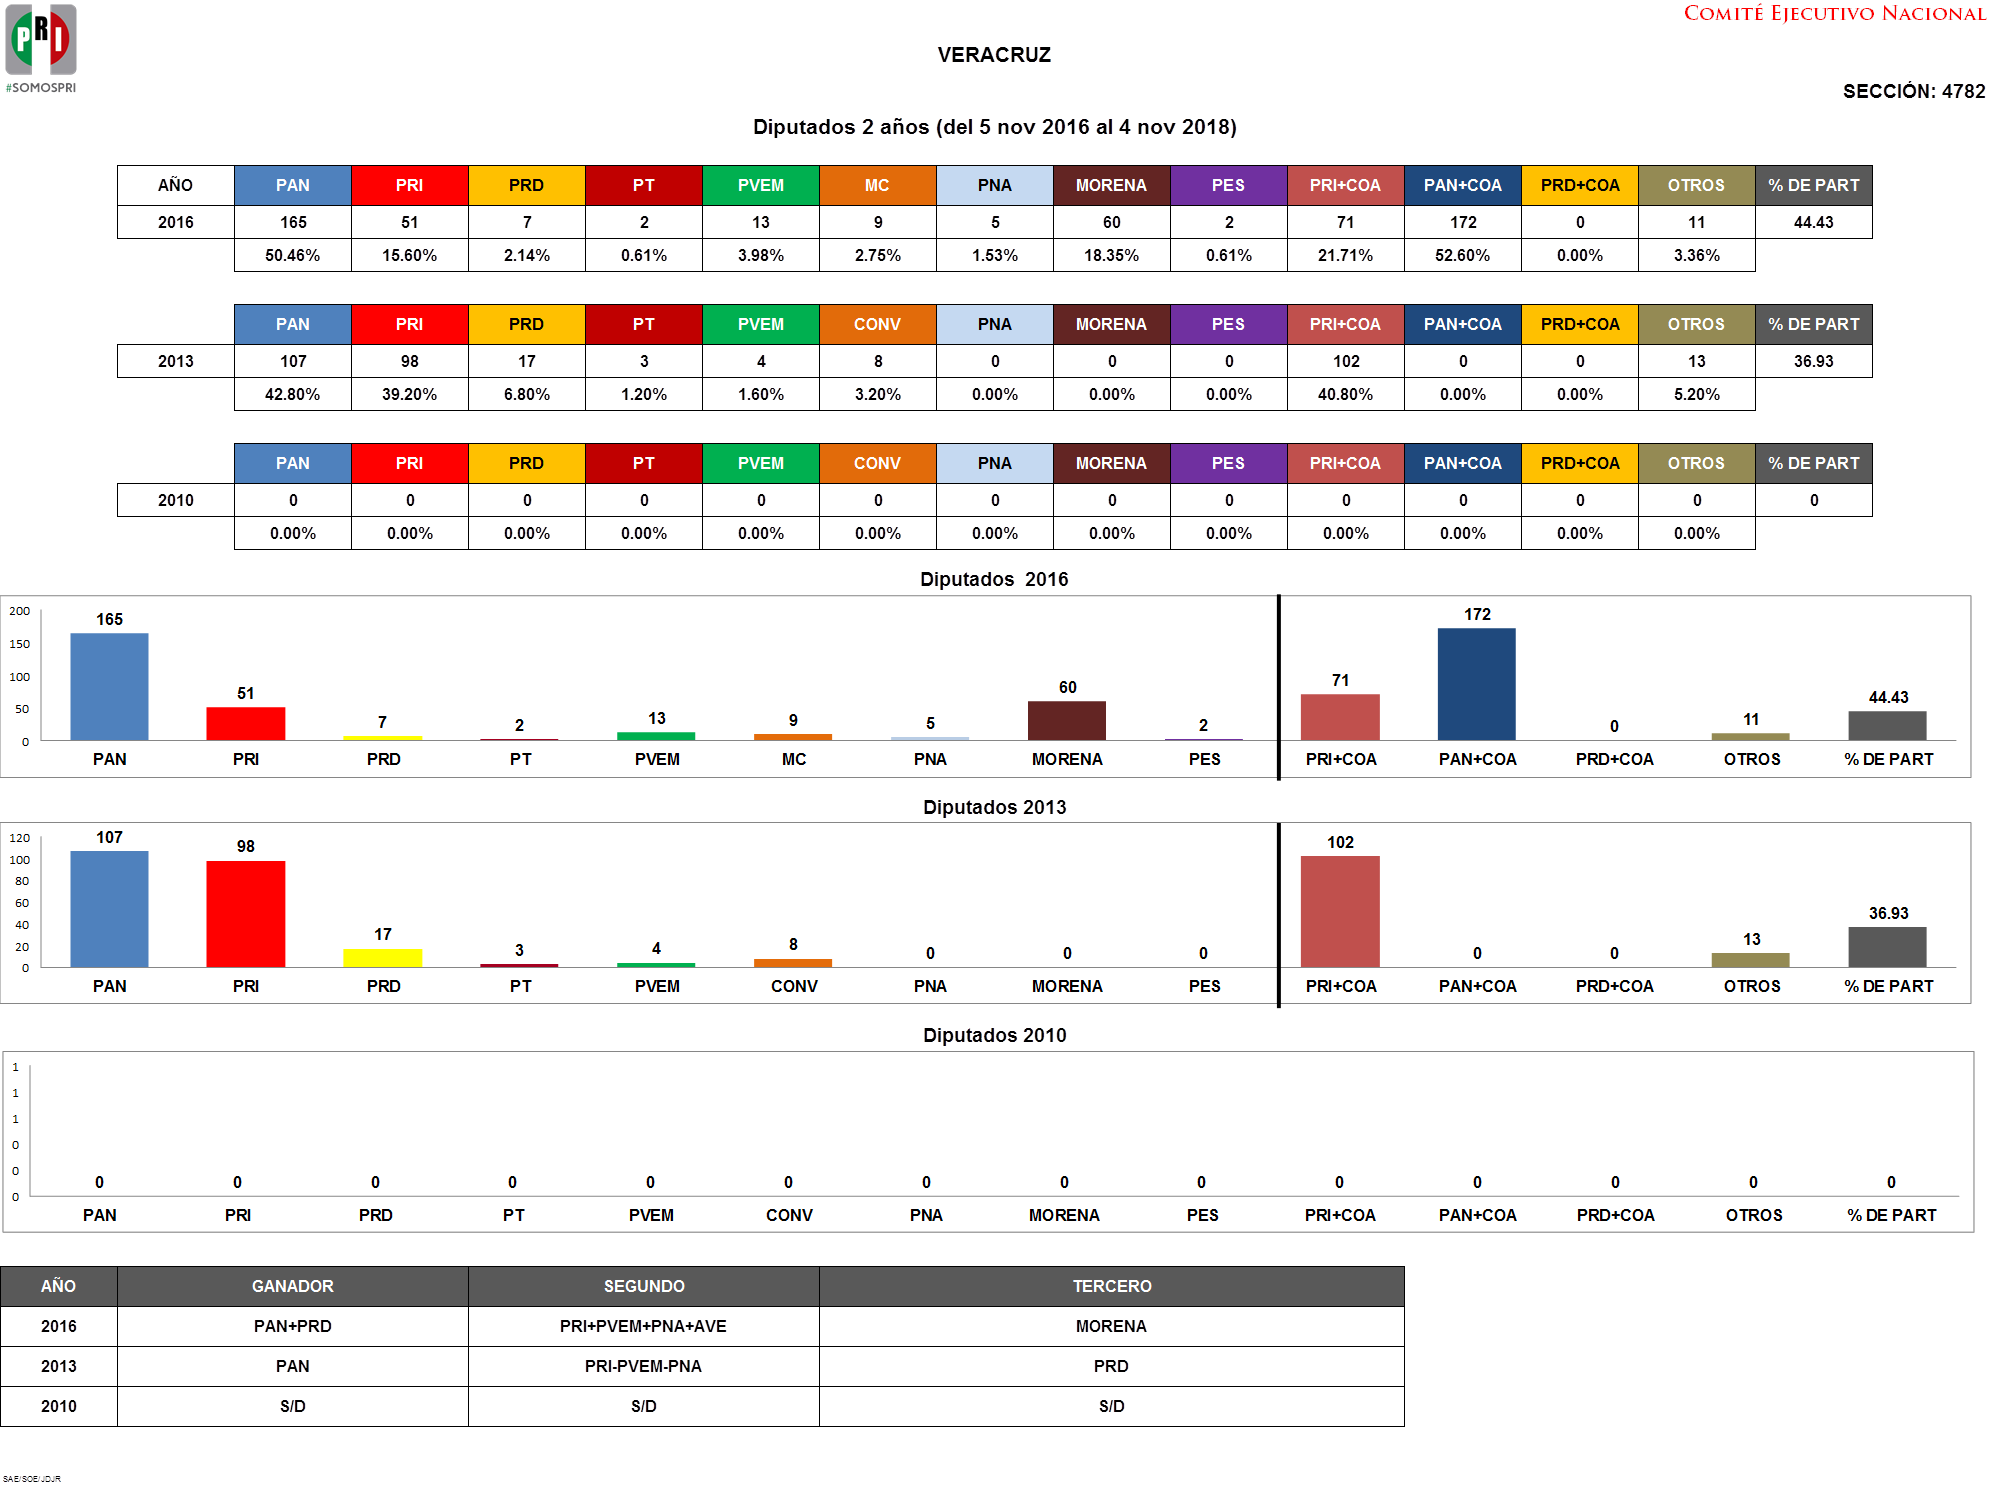 PRI
#SOMOSPRI
COMITÉ EJECUTIVO NACIONAL
VERACRUZ
SECCIÓN: 4782
Diputados 2 años (del 5 nov 2016 al 4 nov 2018)
AÑO PAN PRI PRD PT PVEM MC PNA MORENA PES PRI+COA PAN+COA PRD+COA OTROS % DE PART
2016 165 51 7 2 13 9 5 60 2 71 172 0 11 44.43
50.46% 15.60% 2.14% 0.61% 3.98% 2.75% 1.53% 18.35% 0.61% 21.71% 52.60% 0.00% 3.36%
PAN PRI PRD PT PVEM CONV PNA MORENA PES PRI+COA PAN+COA PRD+COA OTROS % DE PART
2013 107 98 17 3 4 8 0 0 0 102 0 0 13 36.93
42.80% 39.20% 6.80% 1.20% 1.60% 3.20% 0.00% 0.00% 0.00% 40.80% 0.00% 0.00% 5.20%
PAN PRI PRD PT PVEM CONV PNA MORENA PES PRI+COA PAN+COA PRD+COA OTROS % DE PART
2010 0 0 0 0 0 0 0 0 0 0 0 0 0 0
0.00% 0.00% 0.00% 0.00% 0.00% 0.00% 0.00% 0.00% 0.00% 0.00% 0.00% 0.00% 0.00%
Diputados 2016
200
150
100
50
0
165 51 7 2 13 9 5 60 2 71 172 0 11 44.43
PAN PRI PRD PT PVEM MC PNA MORENA PES PRI+COA PAN+COA PRD+COA OTROS % DE PART
Diputados 2013
120
100
80
60
40
20
0
107 98 17 3 4 8 0 0 0 102 0 0 13 36.93
PAN PRI PRD PT PVEM CONV PNA MORENA PES PRI+COA PAN+COA PRD+COA OTROS % DE PART
Diputados 2010
1
1
1
0
0
0
0 0 0 0 0 0 0 0 0 0 0 0 0 0
PAN PRI PRD PT PVEM CONV PNA MORENA PES PRI+COA PAN+COA PRD+COA OTROS % DE PART
AÑO GANADOR SEGUNDO TERCERO
2016 PAN+PRD PRI+PVEM+PNA+AVE MORENA
2013 PAN PRI-PVEM-PNA PRD
2010 S/D S/D S/D
SAE/SOE/JDJR